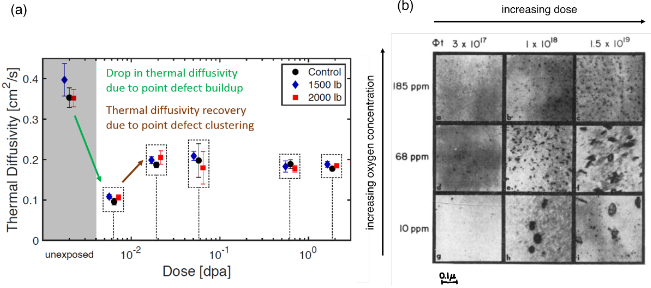 (a)
Thermal Diffusivity [cm²/s]
0.4
0.3
0.2
0.1
0
Drop in thermal diffusivity
due to point defect buildup
Thermal diffusivity recovery
due to point defect clustering
Control
1500 lb
2000 lb
unexposed
10⁻²
10⁻¹
10⁰
Dose [dpa]
(b)
increasing dose
Φt 3 x 10¹⁷ 1 x 10¹⁸ 1.5 x 10¹⁹
increasing oxygen concentration
185 ppm
68 ppm
10 ppm
a b c
d e f
g h i
0.1μ